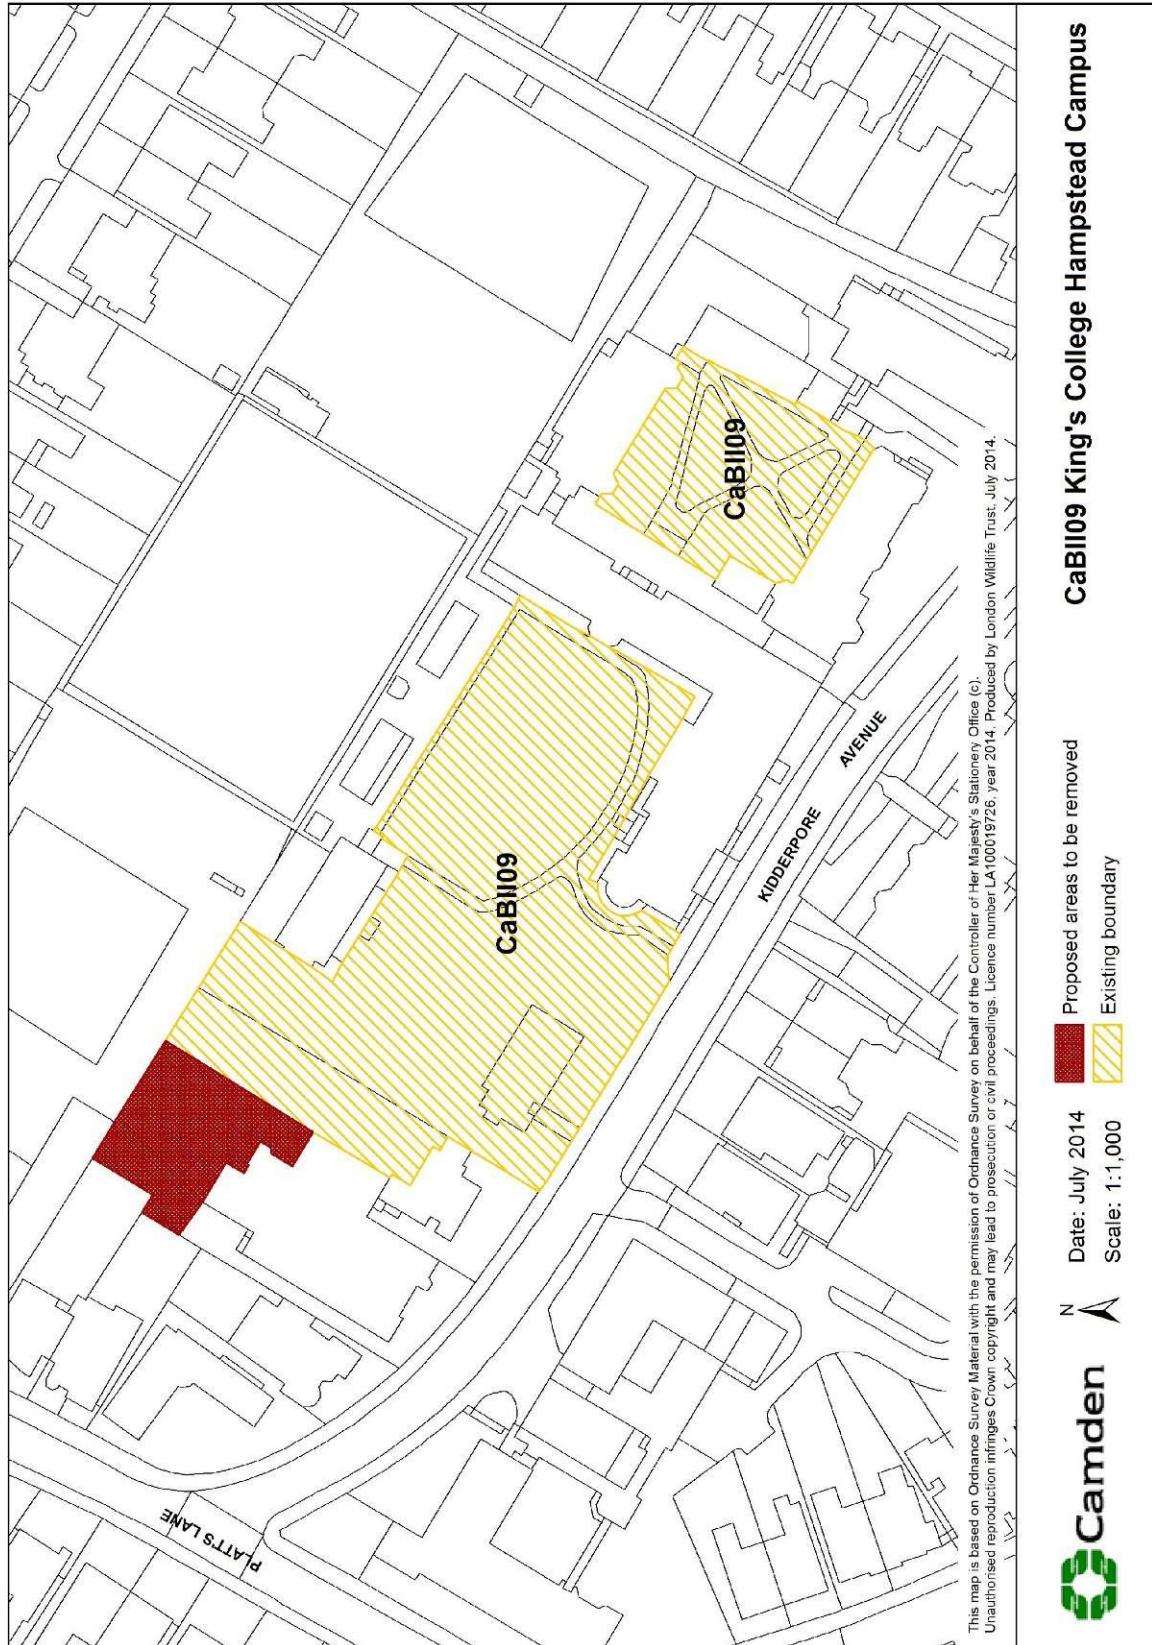 CaBII09
CaBII09
PLATT'S LANE
KIDDERPORE
AVENUE
This map is based on Ordnance Survey Material with the permission of Ordnance Survey on behalf of the Controller of Her Majesty's Stationery Office (c).
Unauthorised reproduction infringes Crown copyright and may lead to prosecution or civil proceedings. Licence number LA100019726, year 2014. Produced by London Wildlife Trust, July 2014.
Camden
N
Date: July 2014
Scale: 1:1,000
Proposed areas to be removed
Existing boundary
CaBII09 King's College Hampstead Campus